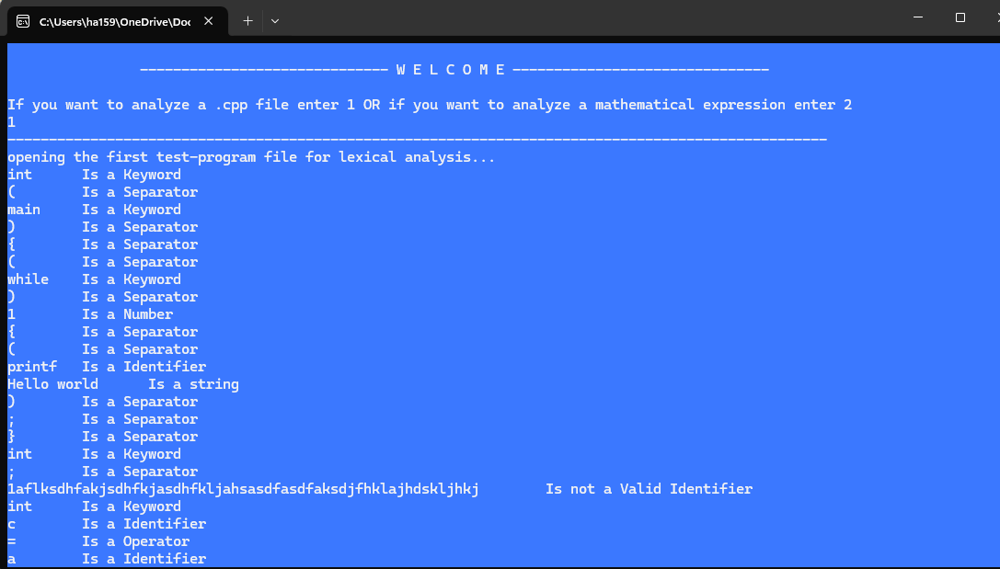 C:\Users\ha159\OneDrive\Doc
------------------------------ W E L C O M E -------------------------------
If you want to analyze a .cpp file enter 1 OR if you want to analyze a mathematical expression enter 2
1
---------------------------------------------------------------------------------------------------
opening the first test-program file for lexical analysis...
int Is a Keyword
( Is a Separator
main Is a Keyword
) Is a Separator
{ Is a Separator
( Is a Separator
while Is a Keyword
) Is a Separator
1 Is a Number
{ Is a Separator
( Is a Separator
printf Is a Identifier
Hello world Is a string
) Is a Separator
; Is a Separator
} Is a Separator
int Is a Keyword
; Is a Separator
1aflksdhfakjsdhfkjasdhfkljahsasdfasdfaksdjfhklajhdskljhkj Is not a Valid Identifier
int Is a Keyword
c Is a Identifier
= Is a Operator
a Is a Identifier